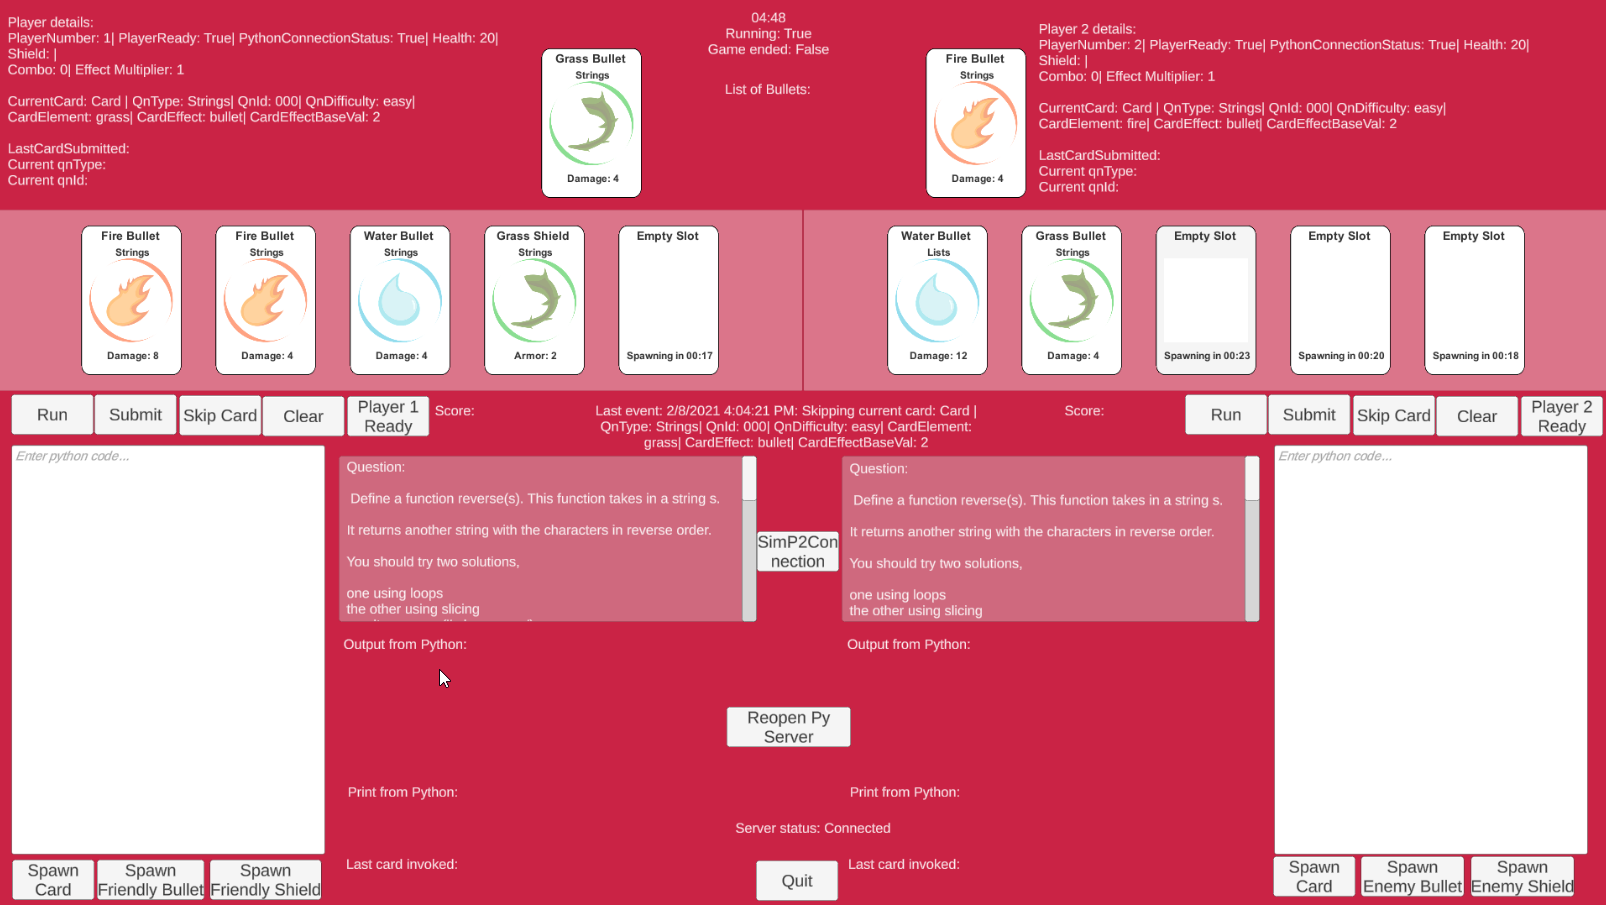 Player details:
PlayerNumber: 1| PlayerReady: True| PythonConnectionStatus: True| Health: 20|
Shield: |
Combo: 0| Effect Multiplier: 1
CurrentCard: Card | QnType: Strings| QnId: 000| QnDifficulty: easy|
CardElement: grass| CardEffect: bullet| CardEffectBaseVal: 2
LastCardSubmitted:
Current qnType:
Current qnId:
Grass Bullet
Strings
Damage: 4
04:48
Running: True
Game ended: False
List of Bullets:
Fire Bullet
Strings
Damage: 4
Player 2 details:
PlayerNumber: 2| PlayerReady: True| PythonConnectionStatus: True| Health: 20|
Shield: |
Combo: 0| Effect Multiplier: 1
CurrentCard: Card | QnType: Strings| QnId: 000| QnDifficulty: easy|
CardElement: fire| CardEffect: bullet| CardEffectBaseVal: 2
LastCardSubmitted:
Current qnType:
Current qnId:
Fire Bullet
Strings
Damage: 8
Fire Bullet
Strings
Damage: 4
Water Bullet
Strings
Damage: 4
Grass Shield
Strings
Armor: 2
Empty Slot
Spawning in 00:17
Water Bullet
Lists
Damage: 12
Grass Bullet
Strings
Damage: 4
Empty Slot
Spawning in 00:23
Empty Slot
Spawning in 00:20
Empty Slot
Spawning in 00:18
Run
Submit
Skip Card
Clear
Player 1
Ready
Score:
Last event: 2/8/2021 4:04:21 PM: Skipping current card: Card |
QnType: Strings| QnId: 000| QnDifficulty: easy| CardElement:
grass| CardEffect: bullet| CardEffectBaseVal: 2
Score:
Run
Submit
Skip Card
Clear
Player 2
Ready
Enter python code...
Question:
Define a function reverse(s). This function takes in a string s.
It returns another string with the characters in reverse order.
You should try two solutions,
one using loops
the other using slicing
SimP2Con
nection
Question:
Define a function reverse(s). This function takes in a string s.
It returns another string with the characters in reverse order.
You should try two solutions,
one using loops
the other using slicing
Enter python code...
Output from Python:
Output from Python:
Reopen Py
Server
Print from Python:
Print from Python:
Server status: Connected
Last card invoked:
Last card invoked:
Quit
Spawn
Card
Spawn
Friendly Bullet
Spawn
Friendly Shield
Spawn
Card
Spawn
Enemy Bullet
Spawn
Enemy Shield